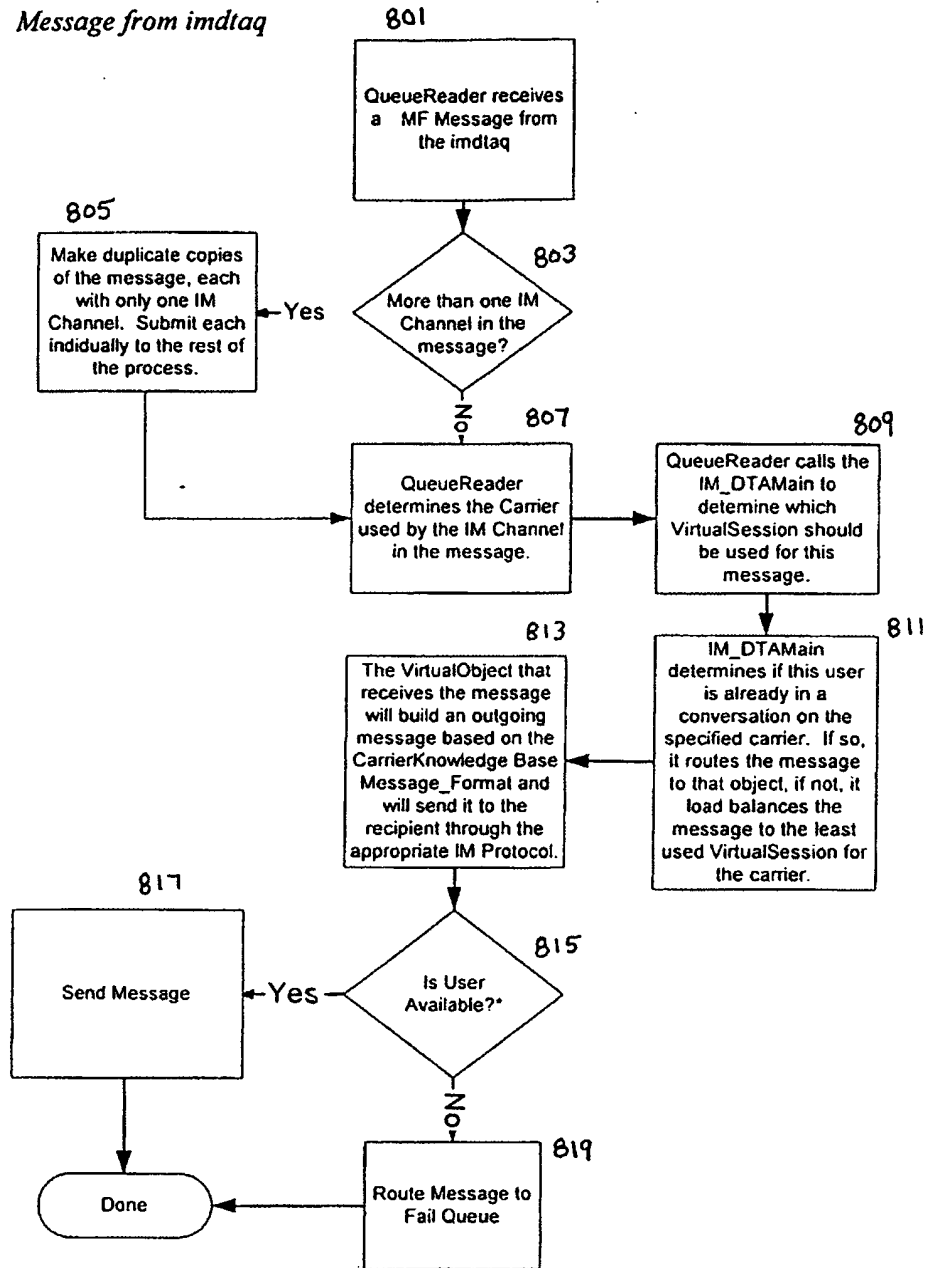 Message from imdtaq
801
QueueReader receives
a MF Message from
the imdtaq
805
Make duplicate copies
of the message, each
with only one IM
Channel. Submit each
indidually to the rest of
the process.
Yes
803
More than one IM
Channel in the
message?
No
807
QueueReader
determines the Carrier
used by the IM Channel
in the message.
809
QueueReader calls the
IM_DTAMain to
detemine which
VirtualSession should
be used for this
message.
811
IM_DTAMain
determines if this user
is already in a
conversation on the
specified carrier. If so,
it routes the message
to that object, if not, it
load balances the
message to the least
used VirtualSession for
the carrier.
813
The VirtualObject that
receives the message
will build an outgoing
message based on the
CarrierKnowledge Base
Message_Format and
will send it to the
recipient through the
appropriate IM Protocol.
815
Is User
Available?*
Yes
817
Send Message
No
819
Route Message to
Fail Queue
Done